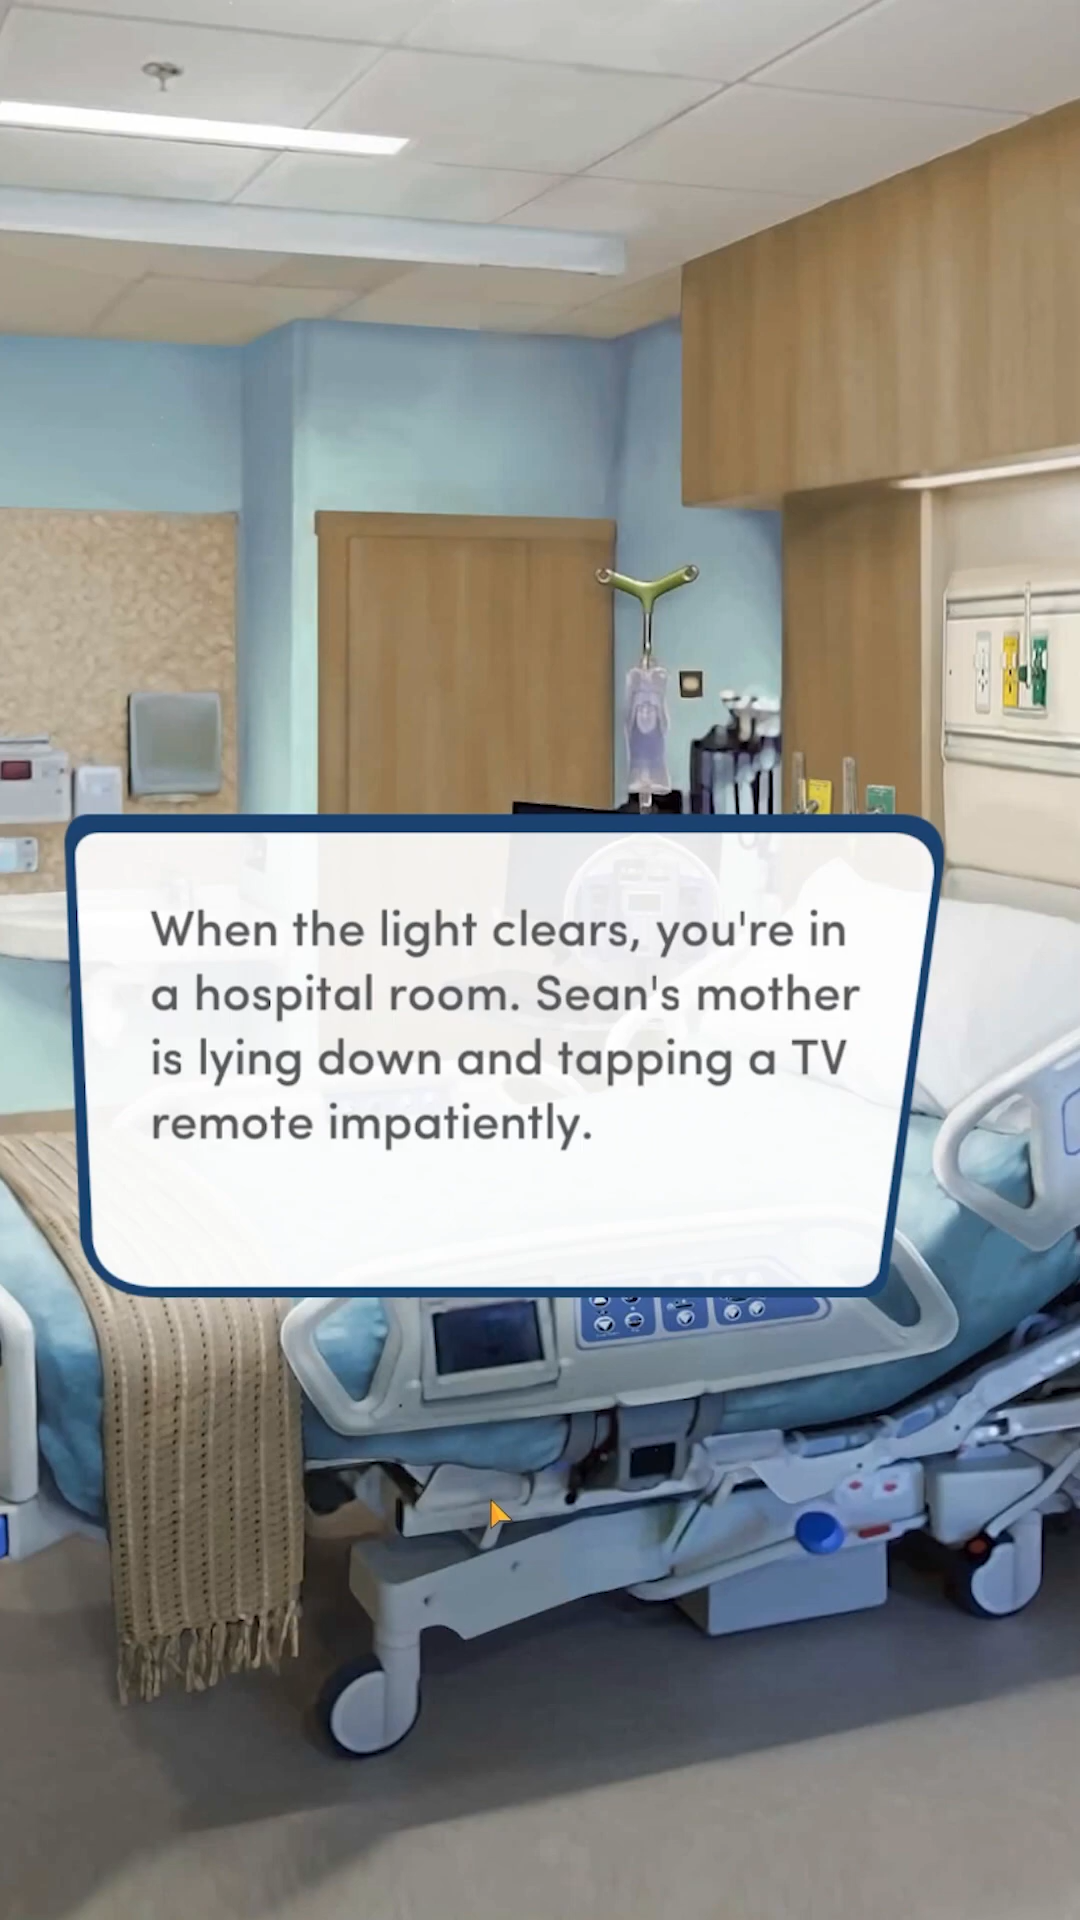 When the light clears, you're in
a hospital room. Sean's mother
is lying down and tapping a TV
remote impatiently.